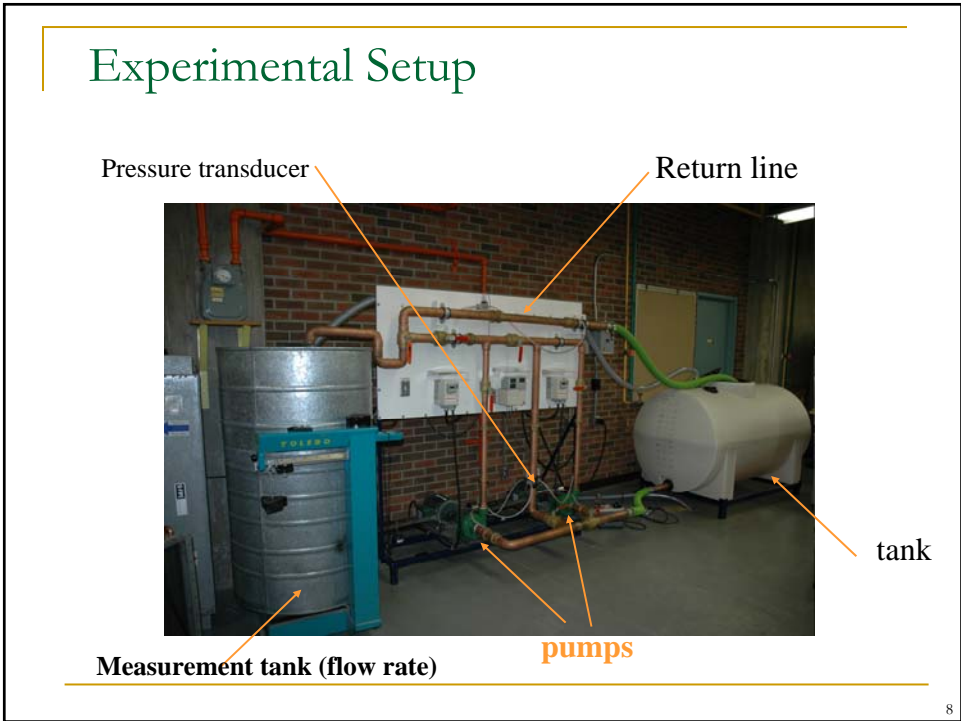 Experimental Setup
Pressure transducer
Return line
TOLEDO
tank
pumps
Measurement tank (flow rate)
8